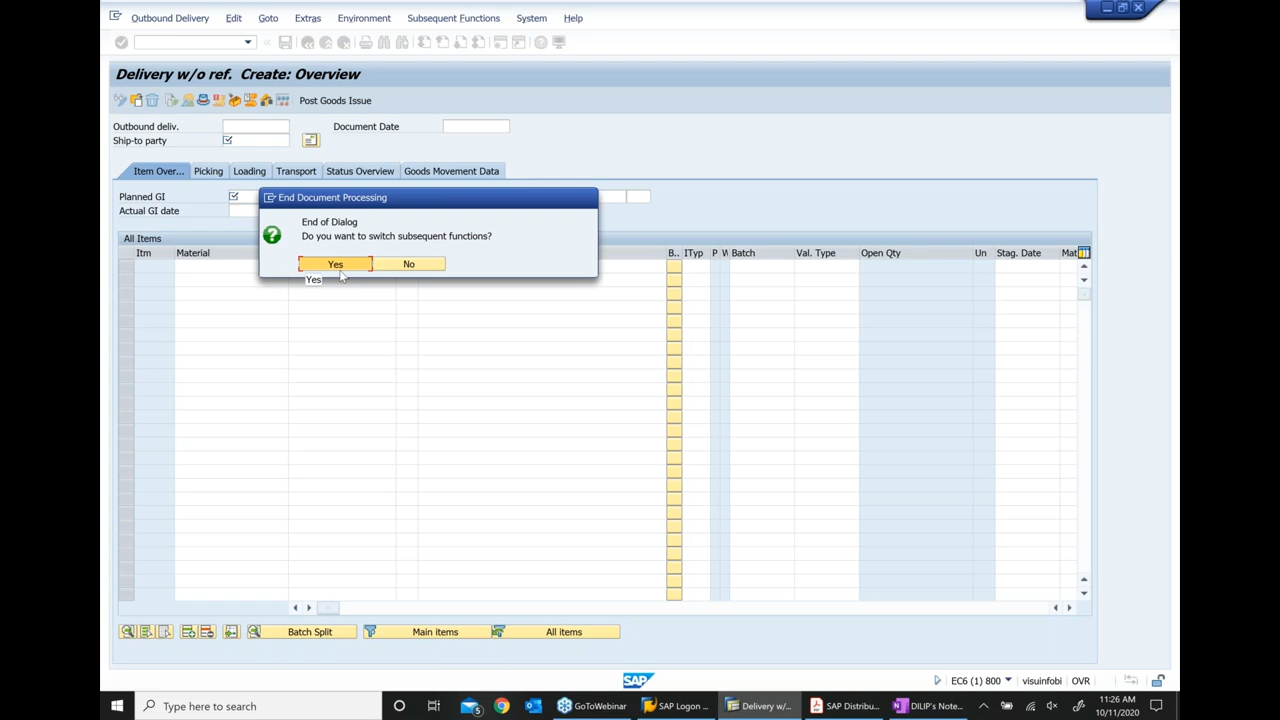 Outbound Delivery Edit Goto Extras Environment Subsequent Functions System Help
Delivery w/o ref. Create: Overview
Post Goods Issue
Outbound deliv. Document Date
Ship-to party
Item Over... Picking Loading Transport Status Overview Goods Movement Data
Planned GI
Actual GI date
End Document Processing
End of Dialog
Do you want to switch subsequent functions?
Yes No
Yes
All Items
Itm Material B.. ITyp P W Batch Val. Type Open Qty Un Stag. Date Mat
Batch Split Main items All items
SAP EC6 (1) 800 visuinfobi OVR
Type here to search 5 GoToWebinar SAP Logon ... Delivery w/... SAP Distribu... DILIP's Note... 11:26 AM
10/11/2020